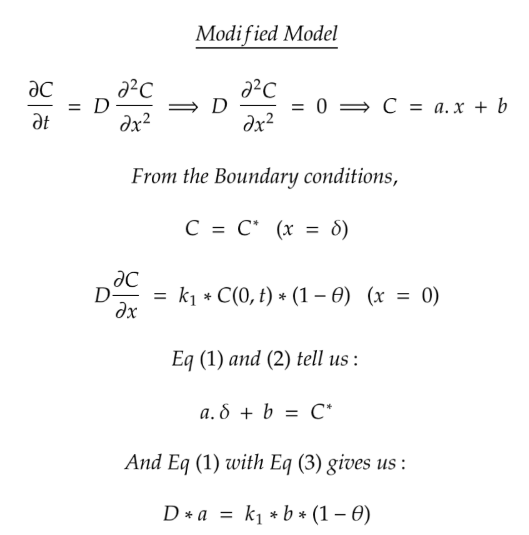 Modified Model
∂C/∂t = D ∂²C/∂x² ⟹ D ∂²C/∂x² = 0 ⟹ C = a.x + b
From the Boundary conditions,
C = C* (x = δ)
D ∂C/∂x = k₁ * C(0, t) * (1 − θ) (x = 0)
Eq (1) and (2) tell us :
a.δ + b = C*
And Eq (1) with Eq (3) gives us :
D * a = k₁ * b * (1 − θ)